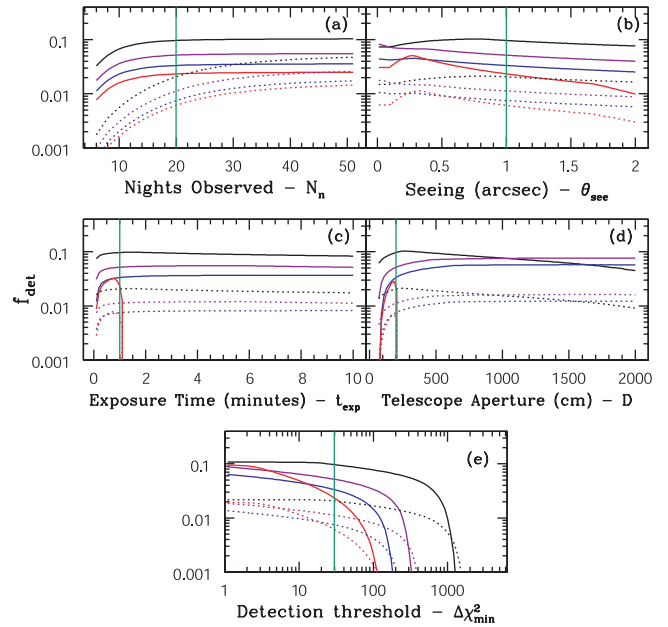 (a)
(b)
0.1
0.01
0.001
10 20 30 40 50
0 0.5 1 1.5 2
Nights Observed – N_n
Seeing (arcsec) – θ_see
f_det
(c)
(d)
0.1
0.01
0.001
0 2 4 6 8 10
0 500 1000 1500 2000
Exposure Time (minutes) – t_exp
Telescope Aperture (cm) – D
(e)
0.1
0.01
0.001
1 10 100 1000
Detection threshold – Δχ²_min